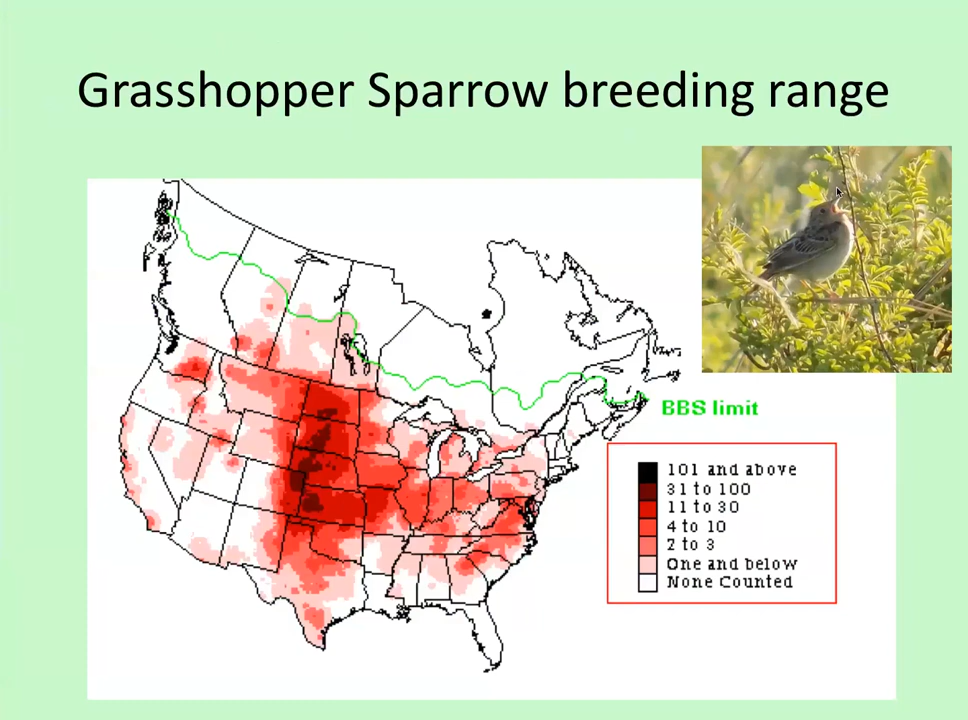 Grasshopper Sparrow breeding range
BBS limit
101 and above
31 to 100
11 to 30
4 to 10
2 to 3
One and below
None Counted